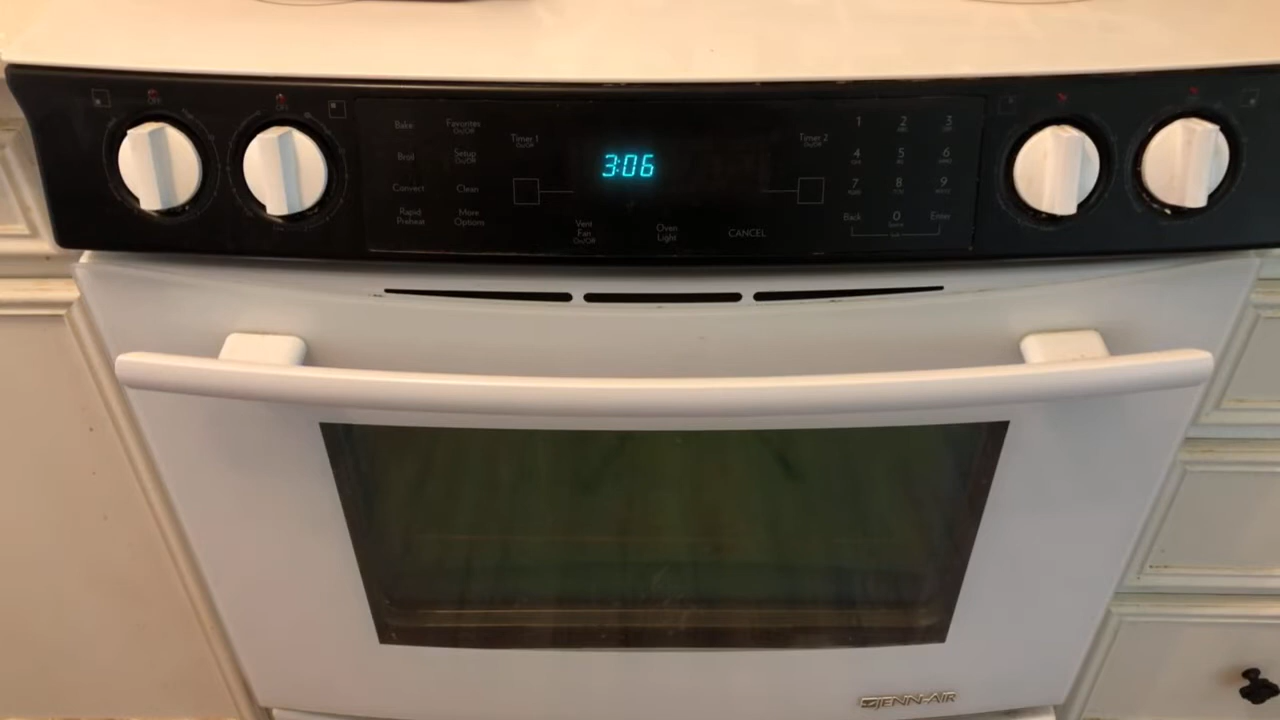 OFF
OFF
Bake
Favorites
On/Off
Broil
Setup
On/Off
Convect
Clean
Rapid
Preheat
More
Options
Timer 1
On/Off
3:06
Timer 2
On/Off
Vent
Fan
On/Off
Oven
Light
CANCEL
1 2 3
4 5 6
7 8 9
Back 0 Enter
JENN-AIR